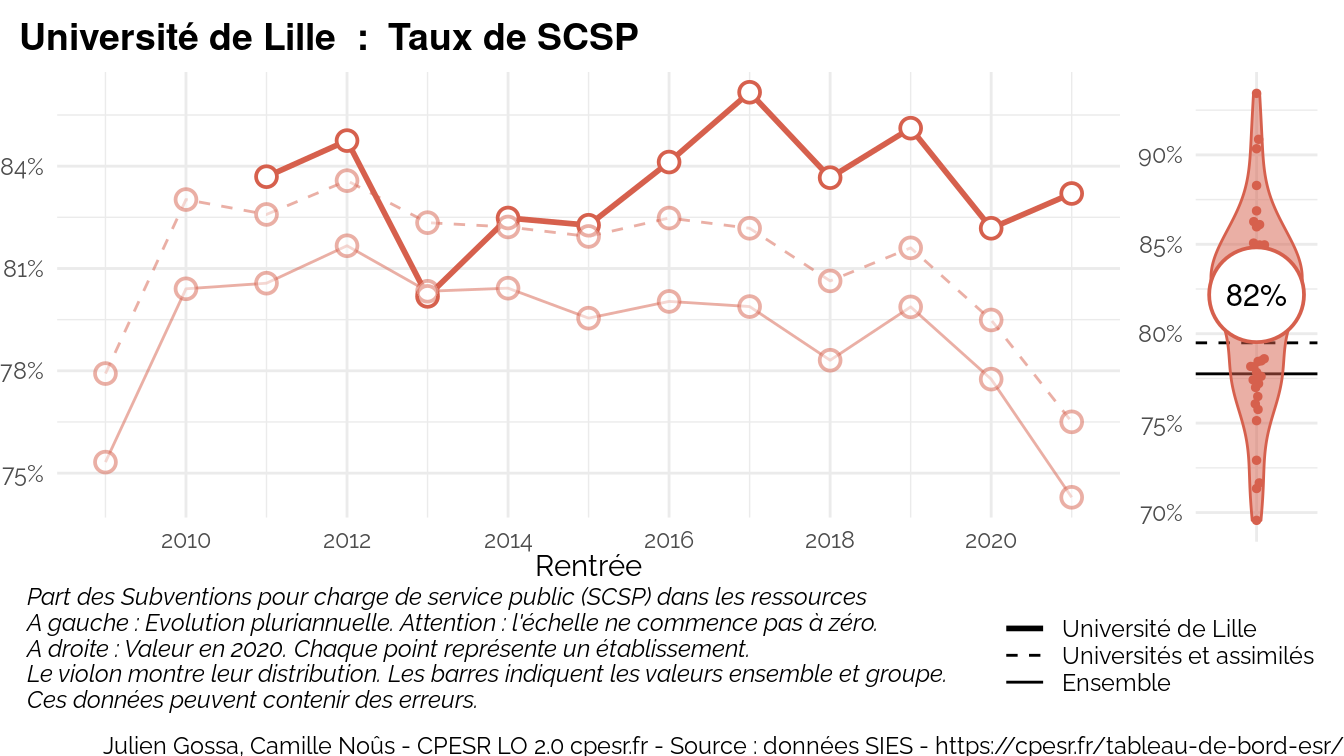 Université de Lille : Taux de SCSP
84%
81%
78%
75%
2010 2012 2014 2016 2018 2020
Rentrée
90%
85%
82%
80%
75%
70%
Part des Subventions pour charge de service public (SCSP) dans les ressources
A gauche : Evolution pluriannuelle. Attention : l'échelle ne commence pas à zéro.
A droite : Valeur en 2020. Chaque point représente un établissement.
Le violon montre leur distribution. Les barres indiquent les valeurs ensemble et groupe.
Ces données peuvent contenir des erreurs.
Université de Lille
Universités et assimilés
Ensemble
Julien Gossa, Camille Noûs - CPESR LO 2.0 cpesr.fr - Source : données SIES - https://cpesr.fr/tableau-de-bord-esr/